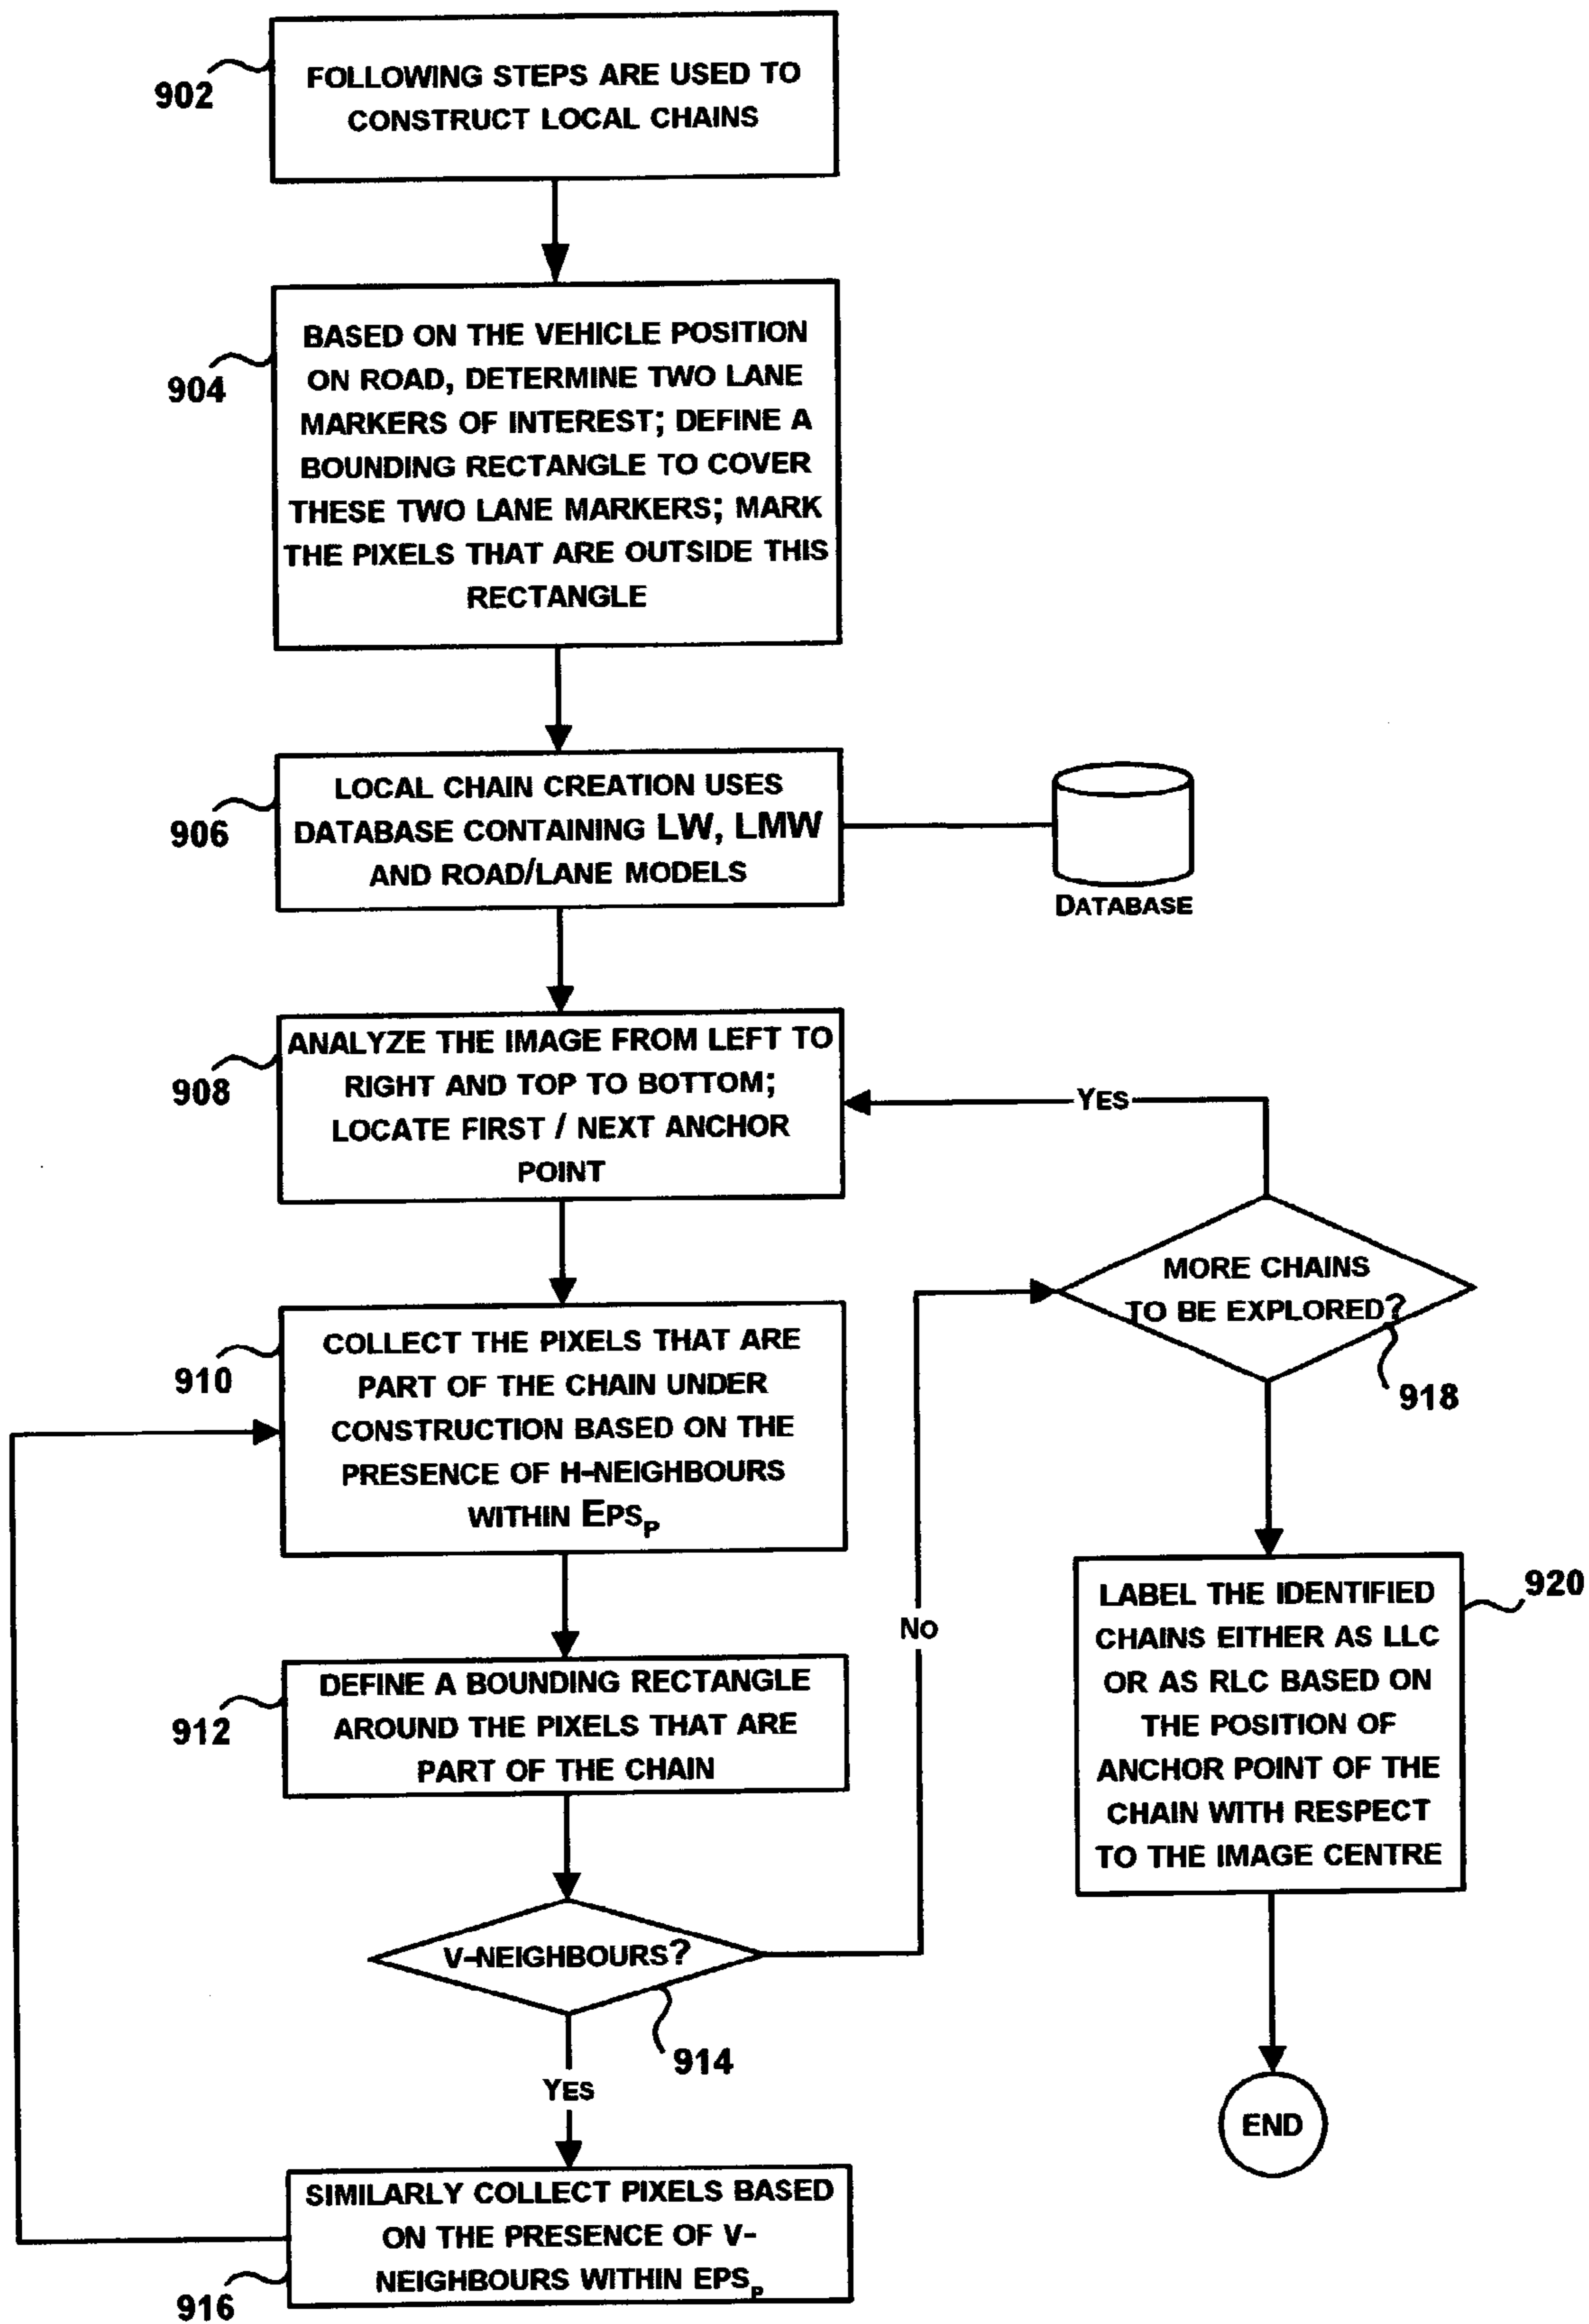 FOLLOWING STEPS ARE USED TO
CONSTRUCT LOCAL CHAINS
902
BASED ON THE VEHICLE POSITION
ON ROAD, DETERMINE TWO LANE
MARKERS OF INTEREST; DEFINE A
BOUNDING RECTANGLE TO COVER
THESE TWO LANE MARKERS; MARK
THE PIXELS THAT ARE OUTSIDE THIS
RECTANGLE
904
LOCAL CHAIN CREATION USES
DATABASE CONTAINING LW, LMW
AND ROAD/LANE MODELS
906
DATABASE
ANALYZE THE IMAGE FROM LEFT TO
RIGHT AND TOP TO BOTTOM;
LOCATE FIRST / NEXT ANCHOR
POINT
908
YES
MORE CHAINS
TO BE EXPLORED?
918
COLLECT THE PIXELS THAT ARE
PART OF THE CHAIN UNDER
CONSTRUCTION BASED ON THE
PRESENCE OF H-NEIGHBOURS
WITHIN EPSP
910
DEFINE A BOUNDING RECTANGLE
AROUND THE PIXELS THAT ARE
PART OF THE CHAIN
912
NO
LABEL THE IDENTIFIED
CHAINS EITHER AS LLC
OR AS RLC BASED ON
THE POSITION OF
ANCHOR POINT OF THE
CHAIN WITH RESPECT
TO THE IMAGE CENTRE
920
V-NEIGHBOURS?
914
YES
END
SIMILARLY COLLECT PIXELS BASED
ON THE PRESENCE OF V-
NEIGHBOURS WITHIN EPSP
916